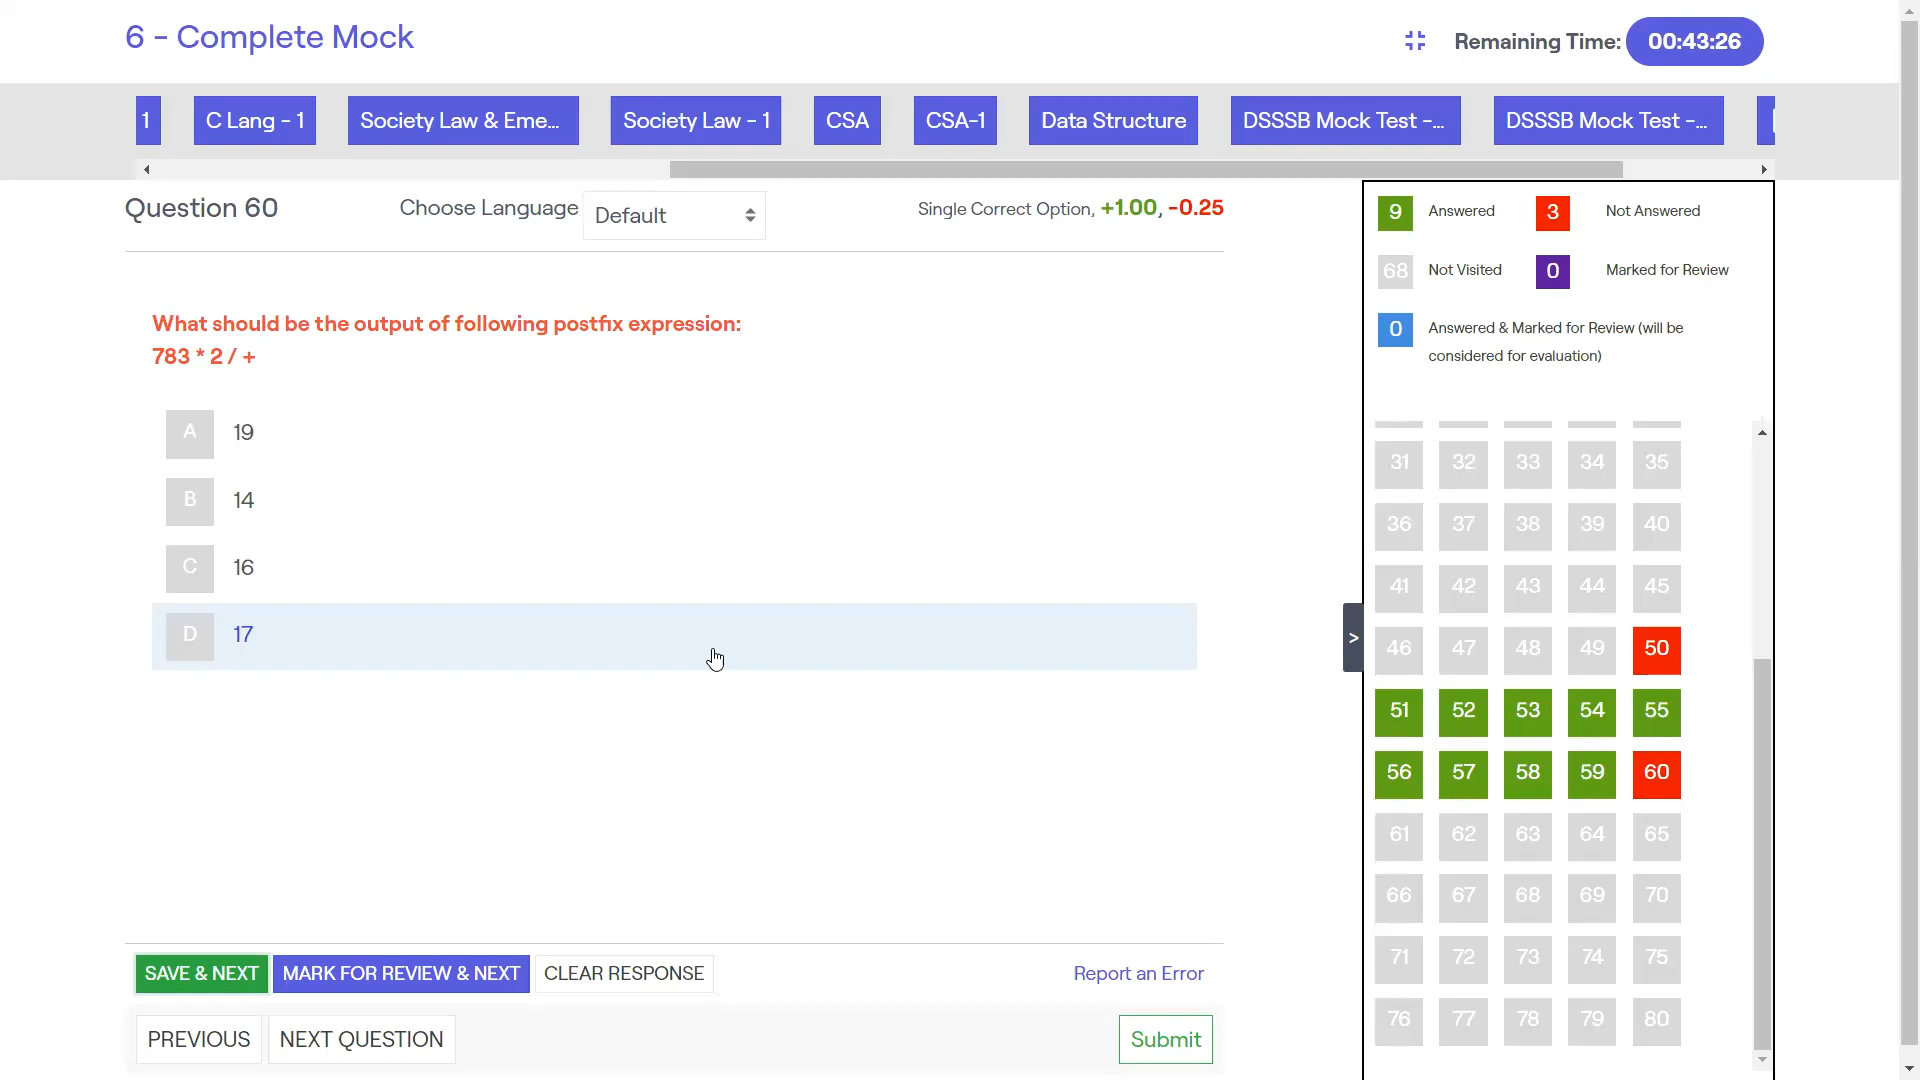 6 - Complete Mock
Remaining Time: 00:43:26
1
C Lang - 1
Society Law & Eme...
Society Law - 1
CSA
CSA-1
Data Structure
DSSSB Mock Test -...
DSSSB Mock Test -...
Question 60
Choose Language
Default
Single Correct Option, +1.00, -0.25
What should be the output of following postfix expression:
783 * 2 / +
A 19
B 14
C 16
D 17
SAVE & NEXT
MARK FOR REVIEW & NEXT
CLEAR RESPONSE
Report an Error
PREVIOUS
NEXT QUESTION
Submit
9 Answered
3 Not Answered
68 Not Visited
0 Marked for Review
0 Answered & Marked for Review (will be
considered for evaluation)
>
31 32 33 34 35
36 37 38 39 40
41 42 43 44 45
46 47 48 49 50
51 52 53 54 55
56 57 58 59 60
61 62 63 64 65
66 67 68 69 70
71 72 73 74 75
76 77 78 79 80